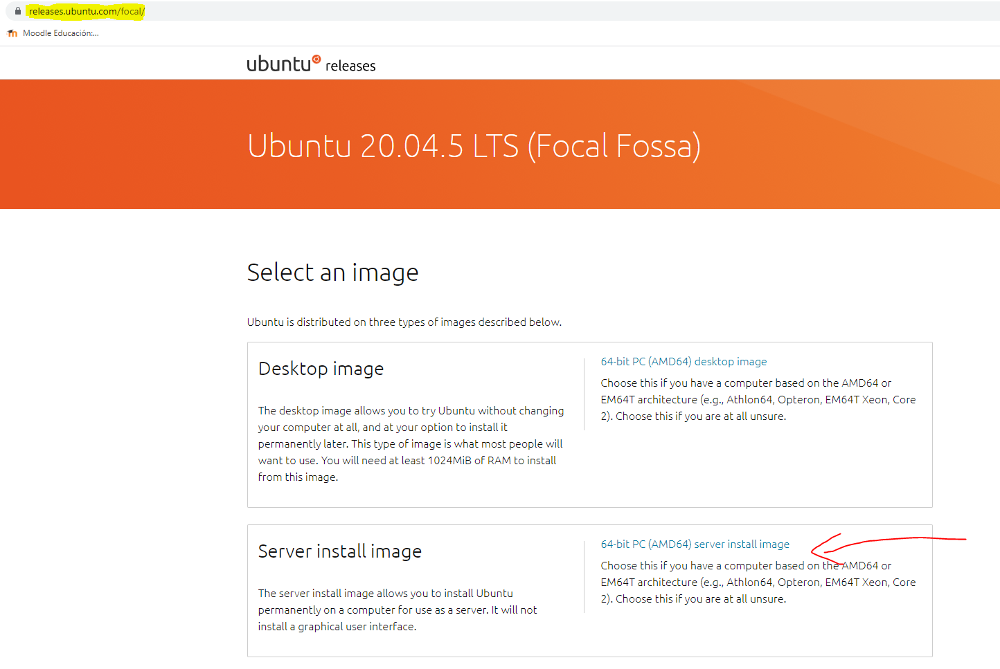 releases.ubuntu.com/focal/
Moodle Educación:...
ubuntu releases
Ubuntu 20.04.5 LTS (Focal Fossa)
Select an image
Ubuntu is distributed on three types of images described below.
Desktop image
The desktop image allows you to try Ubuntu without changing
your computer at all, and at your option to install it
permanently later. This type of image is what most people will
want to use. You will need at least 1024MiB of RAM to install
from this image.
64-bit PC (AMD64) desktop image
Choose this if you have a computer based on the AMD64 or
EM64T architecture (e.g., Athlon64, Opteron, EM64T Xeon, Core
2). Choose this if you are at all unsure.
Server install image
The server install image allows you to install Ubuntu
permanently on a computer for use as a server. It will not
install a graphical user interface.
64-bit PC (AMD64) server install image
Choose this if you have a computer based on the AMD64 or
EM64T architecture (e.g., Athlon64, Opteron, EM64T Xeon, Core
2). Choose this if you are at all unsure.